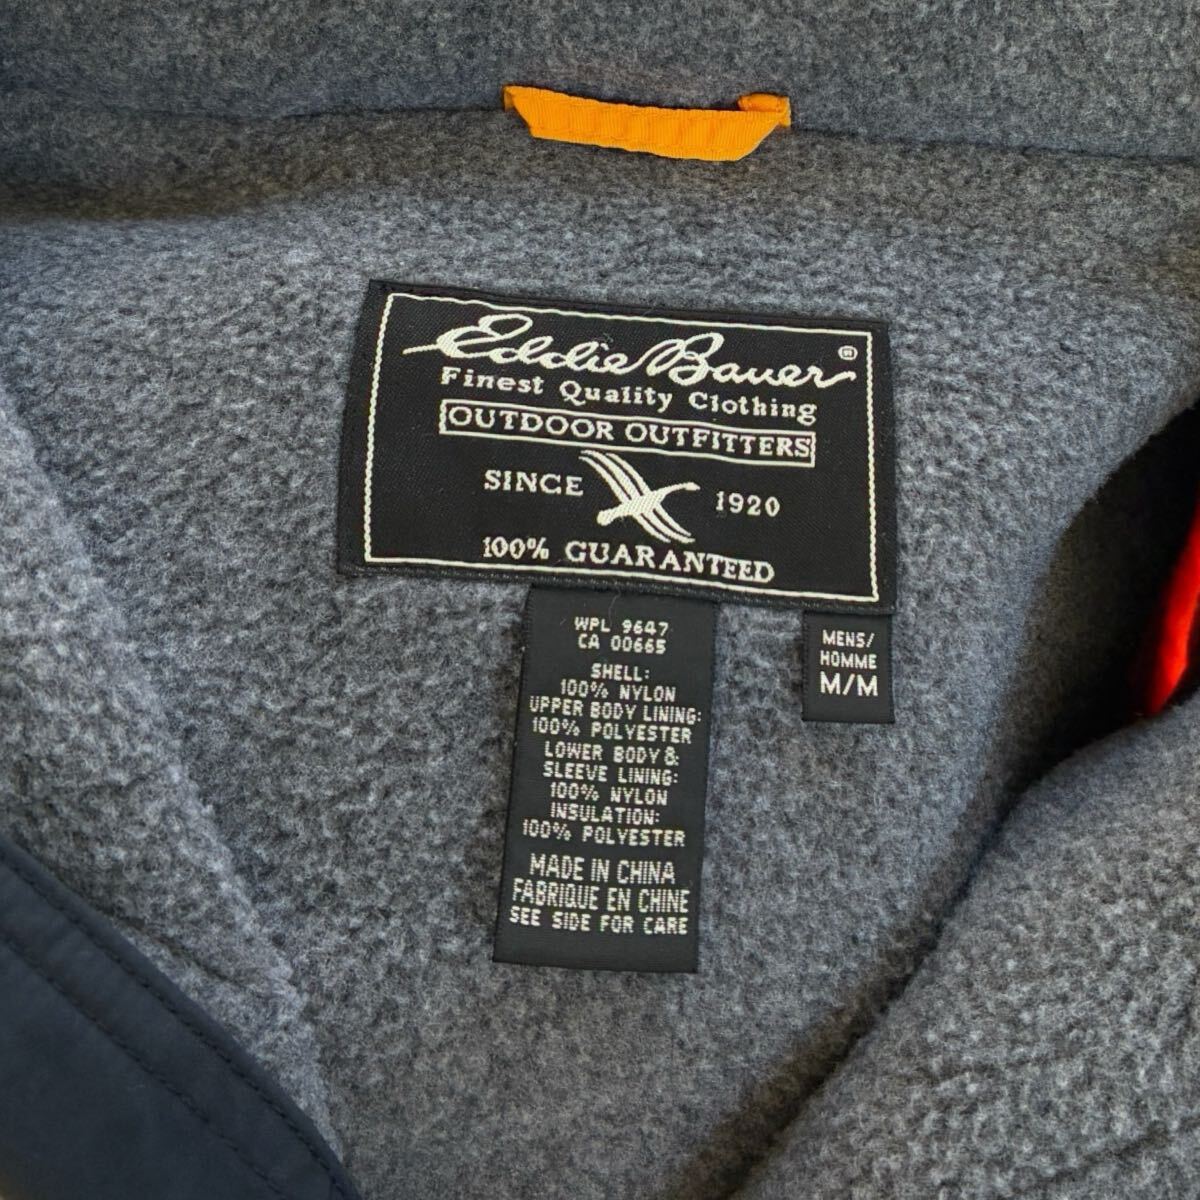 Eddie Bauer ®
Finest Quality Clothing
OUTDOOR OUTFITTERS
SINCE 1920
100% GUARANTEED
WPL 9647
CA 00665
SHELL:
100% NYLON
UPPER BODY LINING:
100% POLYESTER
LOWER BODY &
SLEEVE LINING:
100% NYLON
INSULATION:
100% POLYESTER
MADE IN CHINA
FABRIQUE EN CHINE
SEE SIDE FOR CARE
MENS/
HOMME
M/M